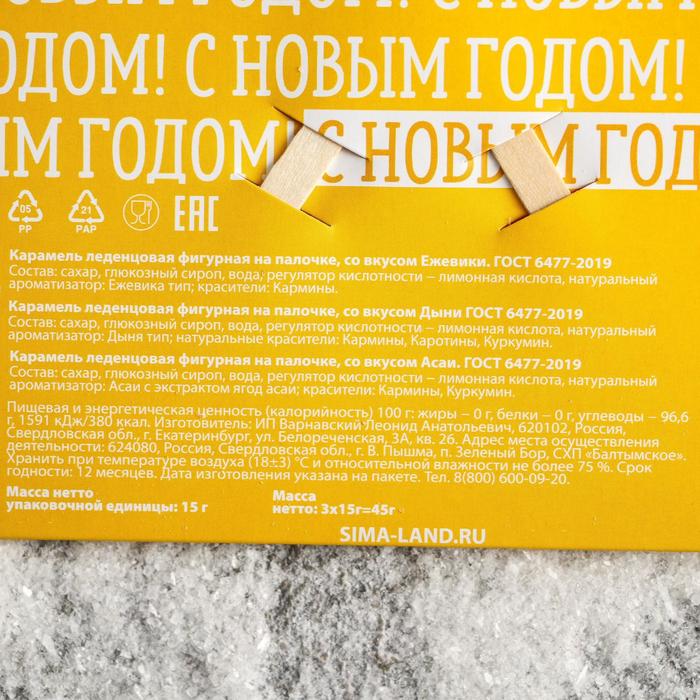 ОДОМ! С НОВЫМ ГОДОМ!
ЫМ ГОДОМ! С НОВЫМ ГОД
05
PP
21
PAP
EAC
Карамель леденцовая фигурная на палочке, со вкусом Ежевики. ГОСТ 6477-2019
Состав: сахар, глюкозный сироп, вода, регулятор кислотности – лимонная кислота, натуральный
ароматизатор: Ежевика тип; красители: Кармины.
Карамель леденцовая фигурная на палочке, со вкусом Дыни ГОСТ 6477-2019
Состав: сахар, глюкозный сироп, вода, регулятор кислотности – лимонная кислота, натуральный
ароматизатор: Дыня тип; натуральные красители: Кармины, Каротины, Куркумин.
Карамель леденцовая фигурная на палочке, со вкусом Асаи. ГОСТ 6477-2019
Состав: сахар, глюкозный сироп, вода, регулятор кислотности – лимонная кислота, натуральный
ароматизатор: Асаи с экстрактом ягод асаи; красители: Кармины, Куркумин.
Пищевая и энергетическая ценность (калорийность) 100 г: жиры – 0 г, белки – 0 г, углеводы – 96,6
г, 1591 кДж/380 ккал. Изготовитель: ИП Варнавский Леонид Анатольевич, 620102, Россия,
Свердловская обл., г. Екатеринбург, ул. Белореченская, 3А, кв. 26. Адрес места осуществления
деятельности: 624080, Россия, Свердловская обл., г. В. Пышма, п. Зеленый Бор, СХП «Балтымское».
Хранить при температуре воздуха (18±3) °С и относительной влажности не более 75 %. Срок
годности: 12 месяцев. Дата изготовления указана на пакете. Тел. 8(800) 600-09-20.
Масса нетто
упаковочной единицы: 15 г
Масса
нетто: 3х15г=45г
SIMA-LAND.RU